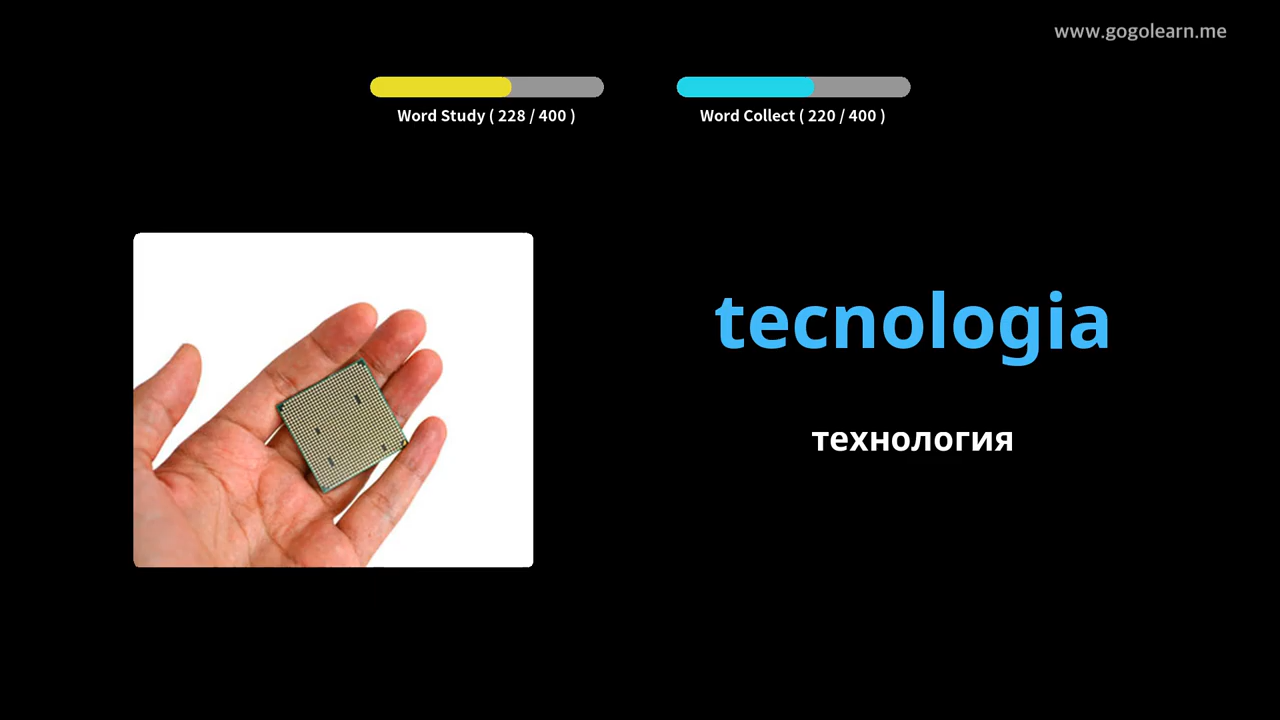 www.gogolearn.me
Word Study ( 228 / 400 )
Word Collect ( 220 / 400 )
tecnologia
технология